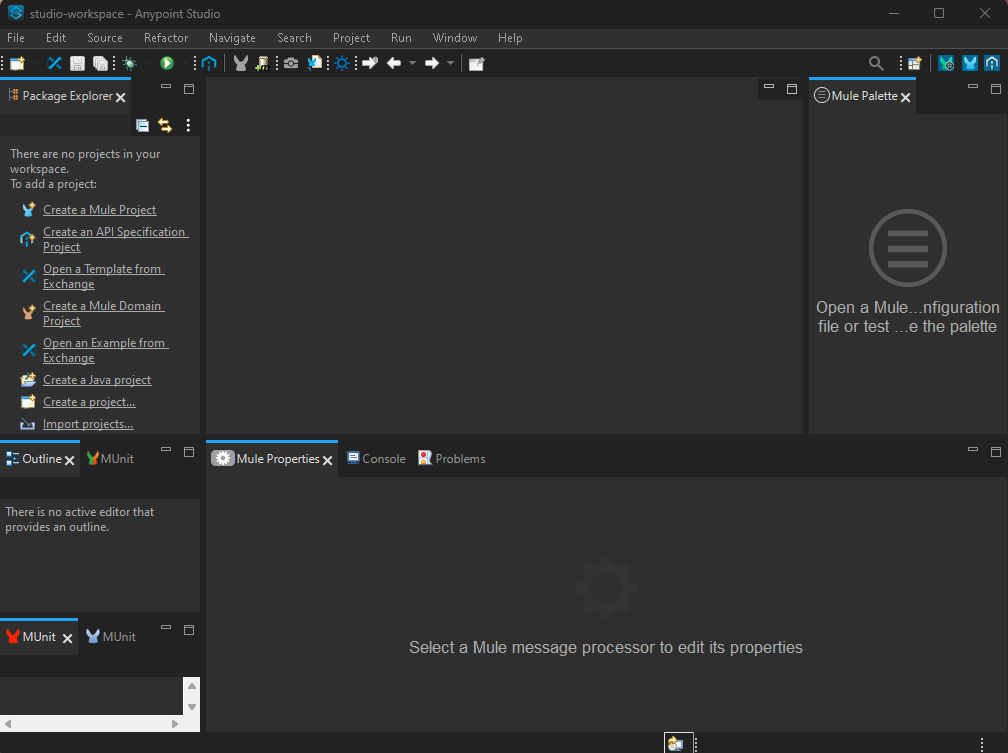 studio-workspace - Anypoint Studio
File Edit Source Refactor Navigate Search Project Run Window Help
Package Explorer
Mule Palette
There are no projects in your
workspace.
To add a project:
Create a Mule Project
Create an API Specification
Project
Open a Template from
Exchange
Create a Mule Domain
Project
Open an Example from
Exchange
Create a Java project
Create a project...
Import projects...
Open a Mule...nfiguration
file or test ...e the palette
Outline MUnit
There is no active editor that
provides an outline.
MUnit MUnit
Mule Properties Console Problems
Select a Mule message processor to edit its properties